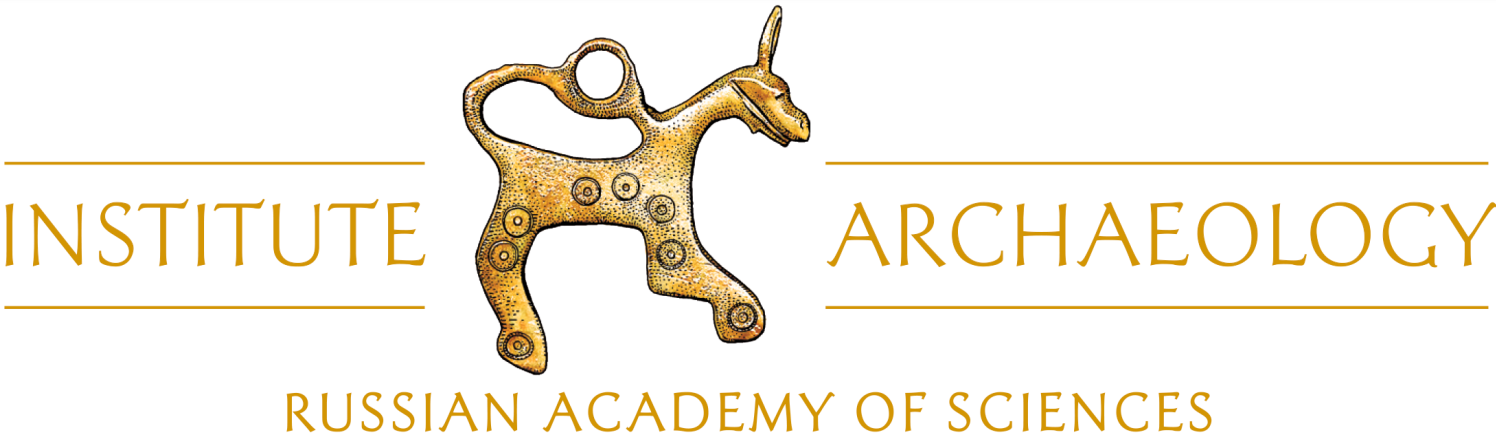 INSTITUTE ARCHAEOLOGY
RUSSIAN ACADEMY OF SCIENCES